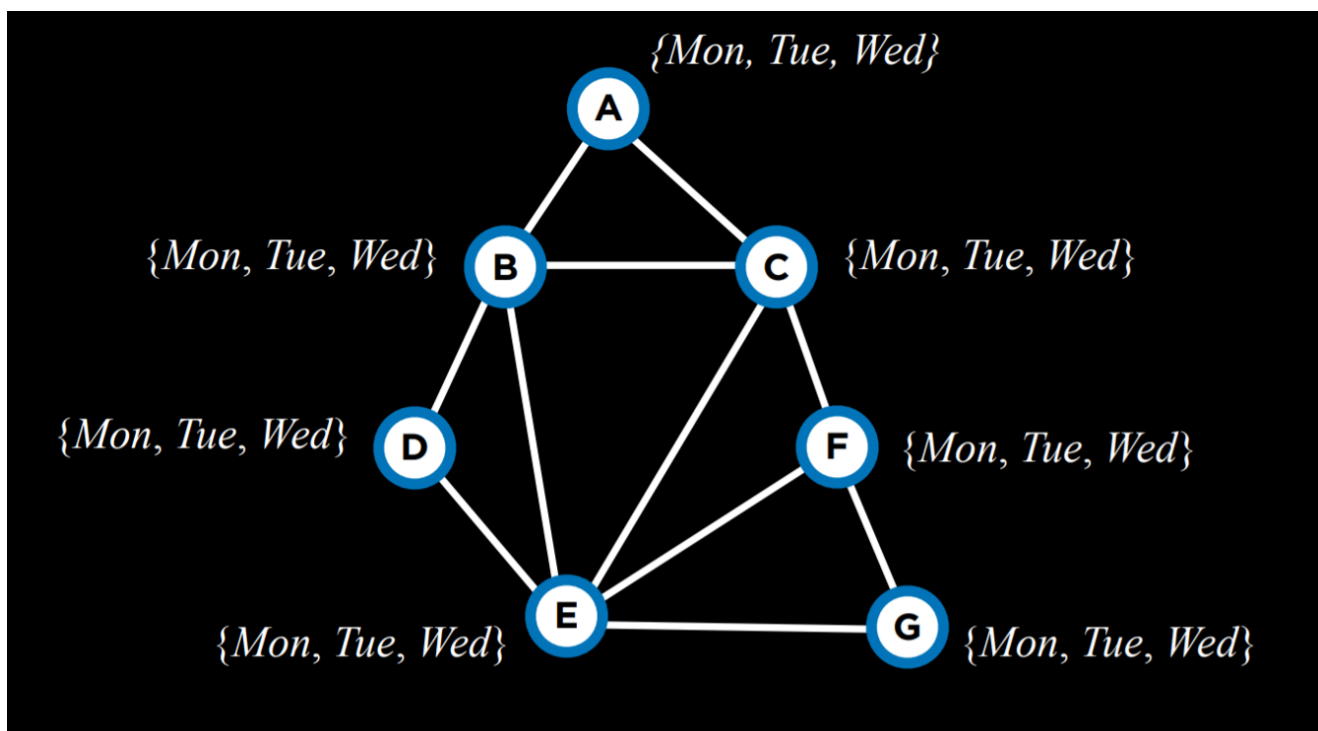 {Mon, Tue, Wed}
A
{Mon, Tue, Wed} B C {Mon, Tue, Wed}
{Mon, Tue, Wed} D F {Mon, Tue, Wed}
E G
{Mon, Tue, Wed} {Mon, Tue, Wed}